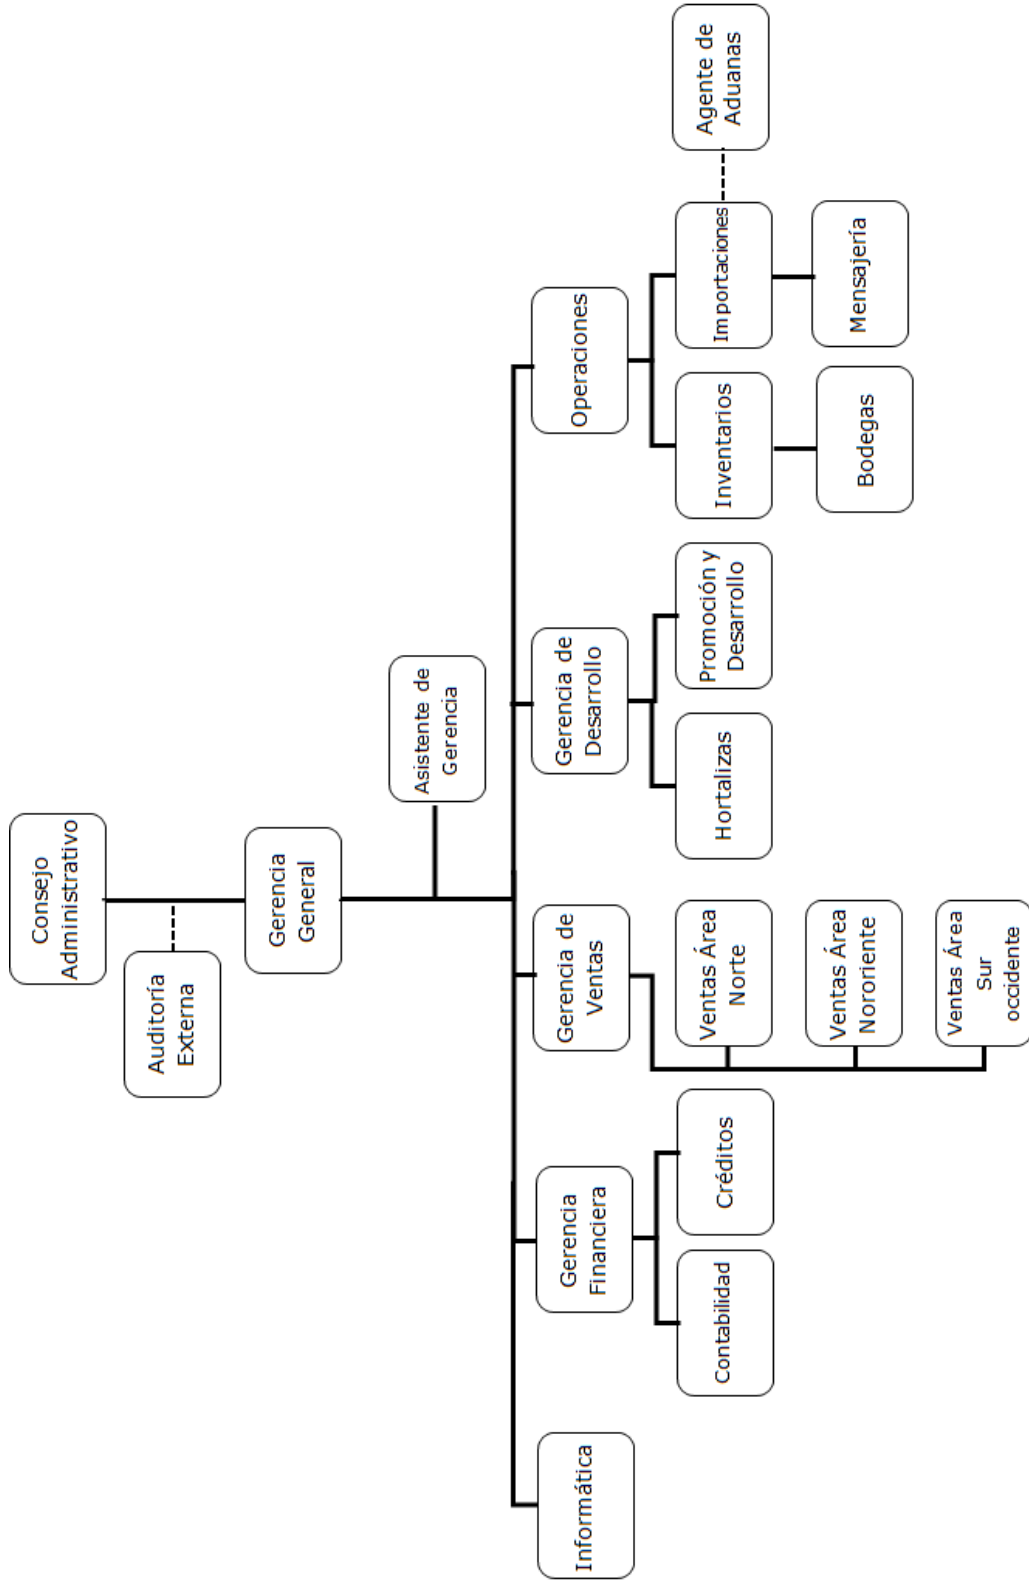 Consejo
Administrativo
Auditoría
Externa
Gerencia
General
Asistente de
Gerencia
Informática
Gerencia
Financiera
Gerencia de
Ventas
Gerencia de
Desarrollo
Operaciones
Contabilidad
Créditos
Ventas Área
Norte
Ventas Área
Nororiente
Ventas Área
Sur
occidente
Hortalizas
Promoción y
Desarrollo
Inventarios
Importaciones
Agente de
Aduanas
Bodegas
Mensajería